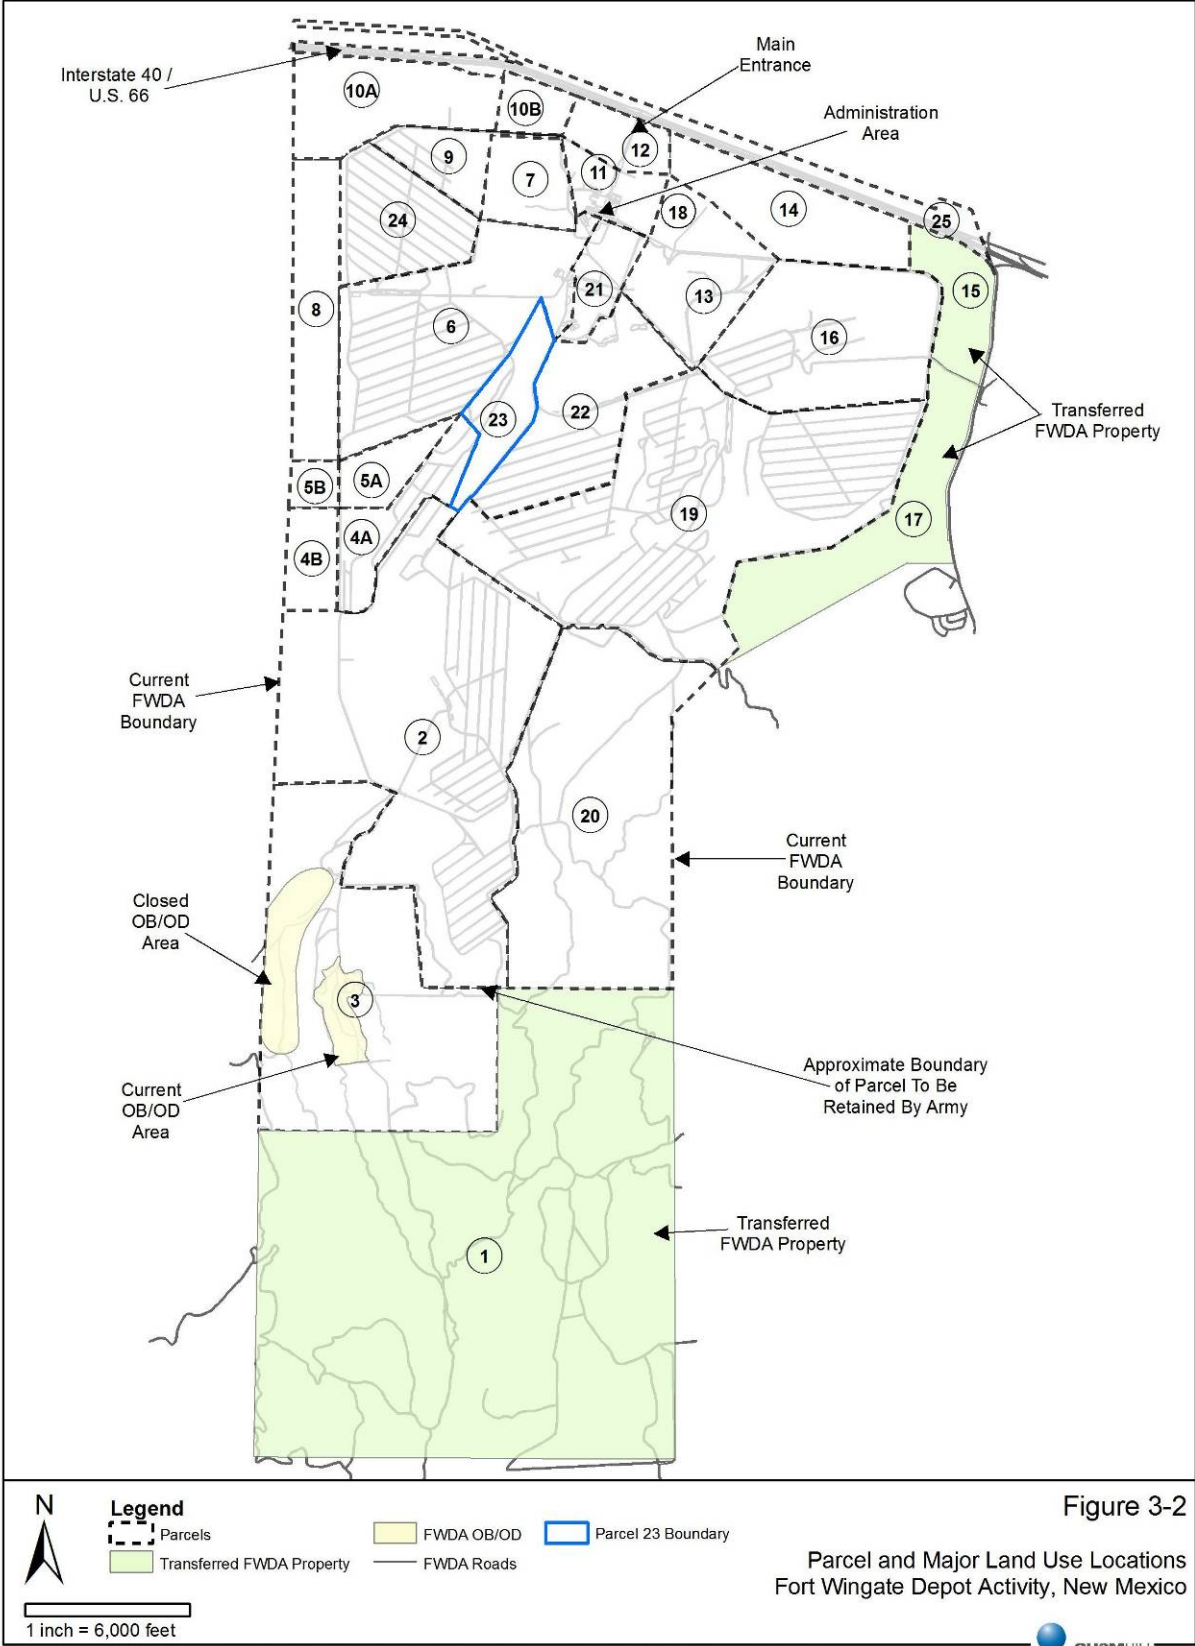 Interstate 40 /
U.S. 66
Main
Entrance
Administration
Area
10A
10B
12
9
7
11
18
14
25
24
21
13
15
8
6
16
23
22
Transferred
FWDA Property
5B
5A
19
17
4A
4B
Current
FWDA
Boundary
2
20
Current
FWDA
Boundary
Closed
OB/OD
Area
3
Current
OB/OD
Area
Approximate Boundary
of Parcel To Be
Retained By Army
1
Transferred
FWDA Property
N
Legend
Parcels
Transferred FWDA Property
FWDA OB/OD
FWDA Roads
Parcel 23 Boundary
1 inch = 6,000 feet
Figure 3-2
Parcel and Major Land Use Locations
Fort Wingate Depot Activity, New Mexico